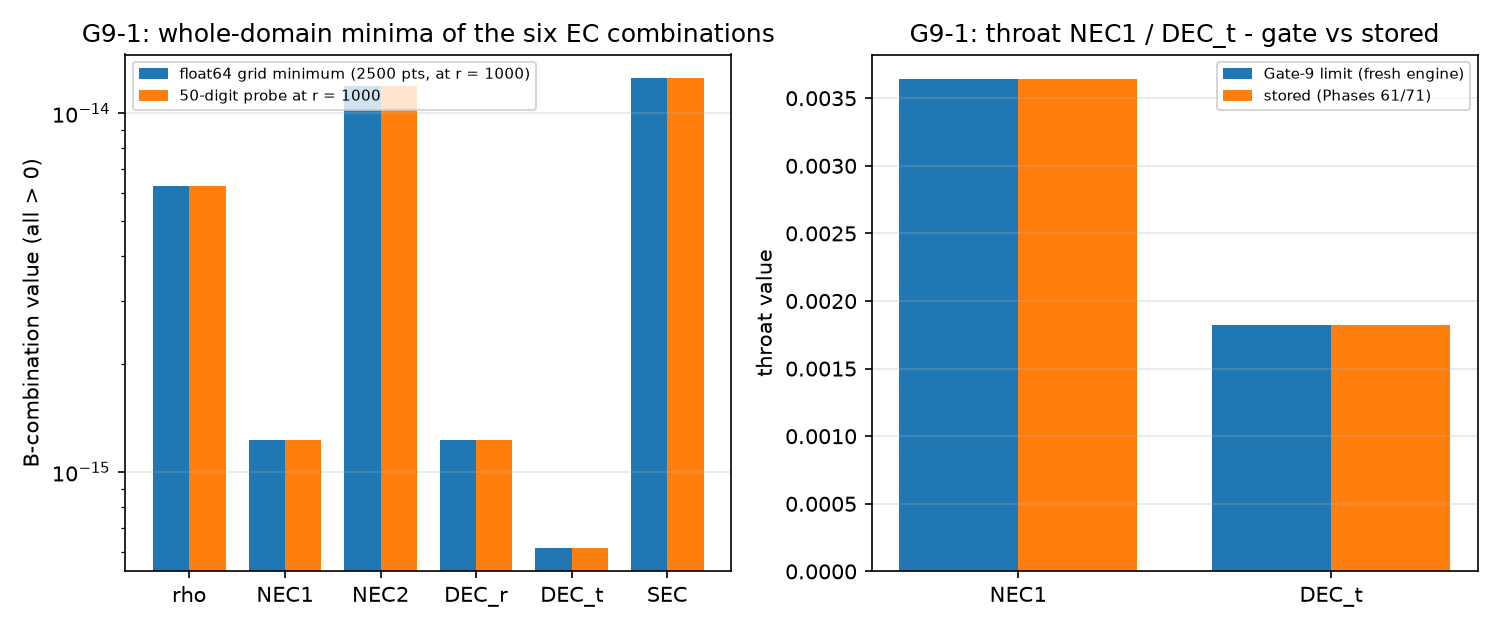 G9-1: whole-domain minima of the six EC combinations
float64 grid minimum (2500 pts, at r = 1000)
50-digit probe at r = 1000
B-combination value (all > 0)
10⁻¹⁴
10⁻¹⁵
rho NEC1 NEC2 DEC_r DEC_t SEC
G9-1: throat NEC1 / DEC_t - gate vs stored
Gate-9 limit (fresh engine)
stored (Phases 61/71)
throat value
0.0035
0.0030
0.0025
0.0020
0.0015
0.0010
0.0005
0.0000
NEC1 DEC_t